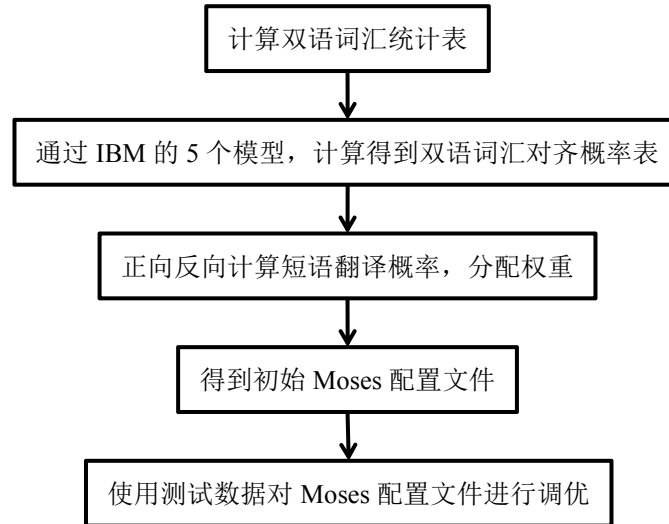 计算双语词汇统计表
通过 IBM 的 5 个模型，计算得到双语词汇对齐概率表
正向反向计算短语翻译概率，分配权重
得到初始 Moses 配置文件
使用测试数据对 Moses 配置文件进行调优